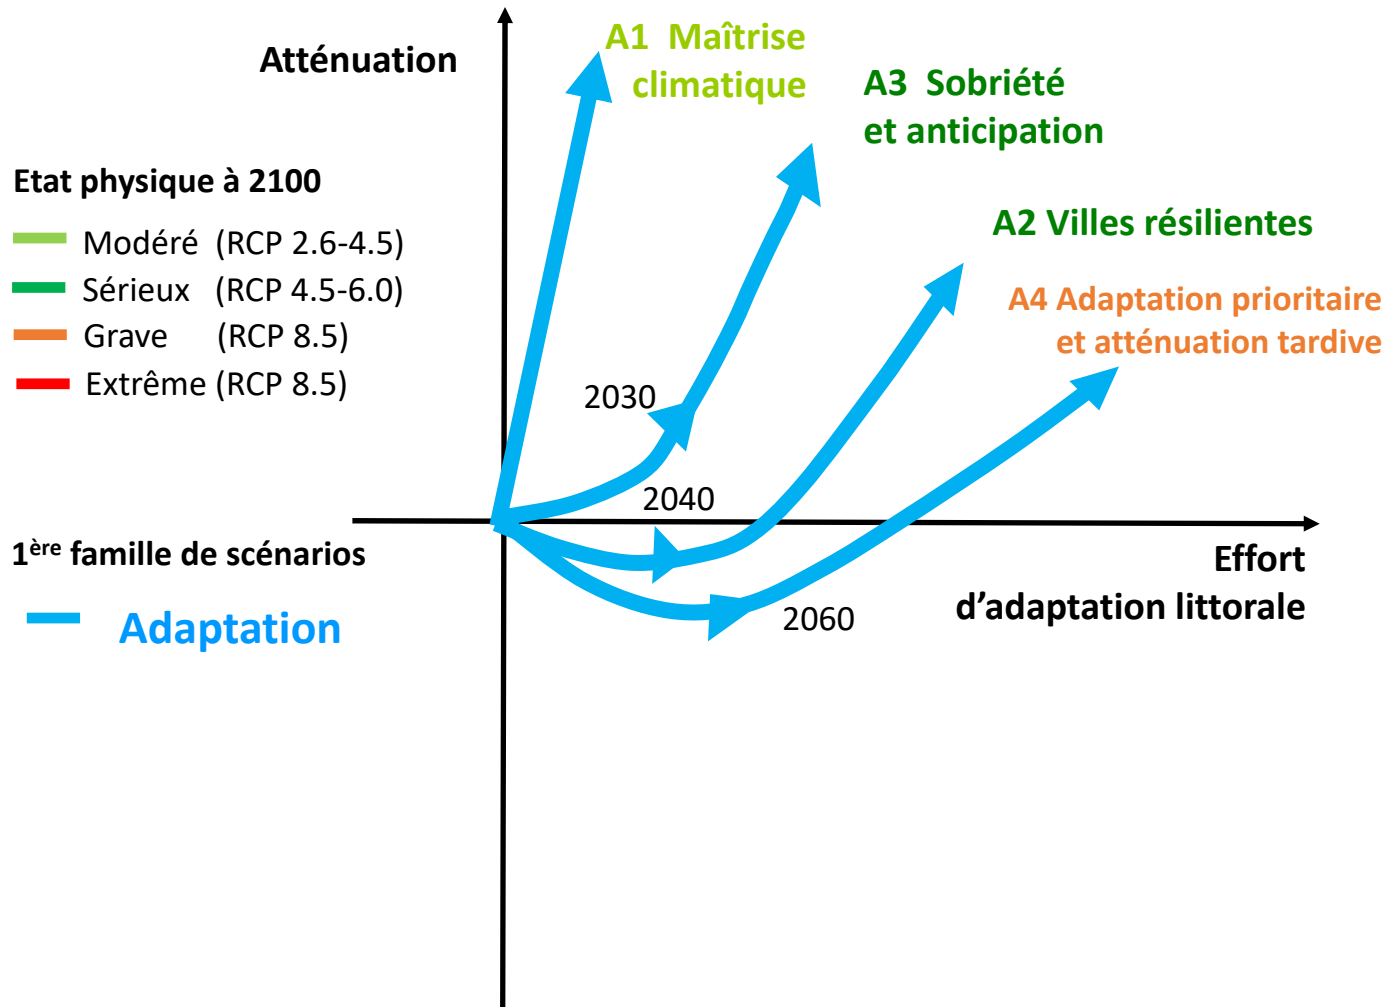 Atténuation
A1 Maîtrise
climatique
A3 Sobriété
et anticipation
Etat physique à 2100
Modéré (RCP 2.6-4.5)
Sérieux (RCP 4.5-6.0)
Grave (RCP 8.5)
Extrême (RCP 8.5)
A2 Villes résilientes
A4 Adaptation prioritaire
et atténuation tardive
2030
2040
2060
1ère famille de scénarios
Adaptation
Effort
d’adaptation littorale